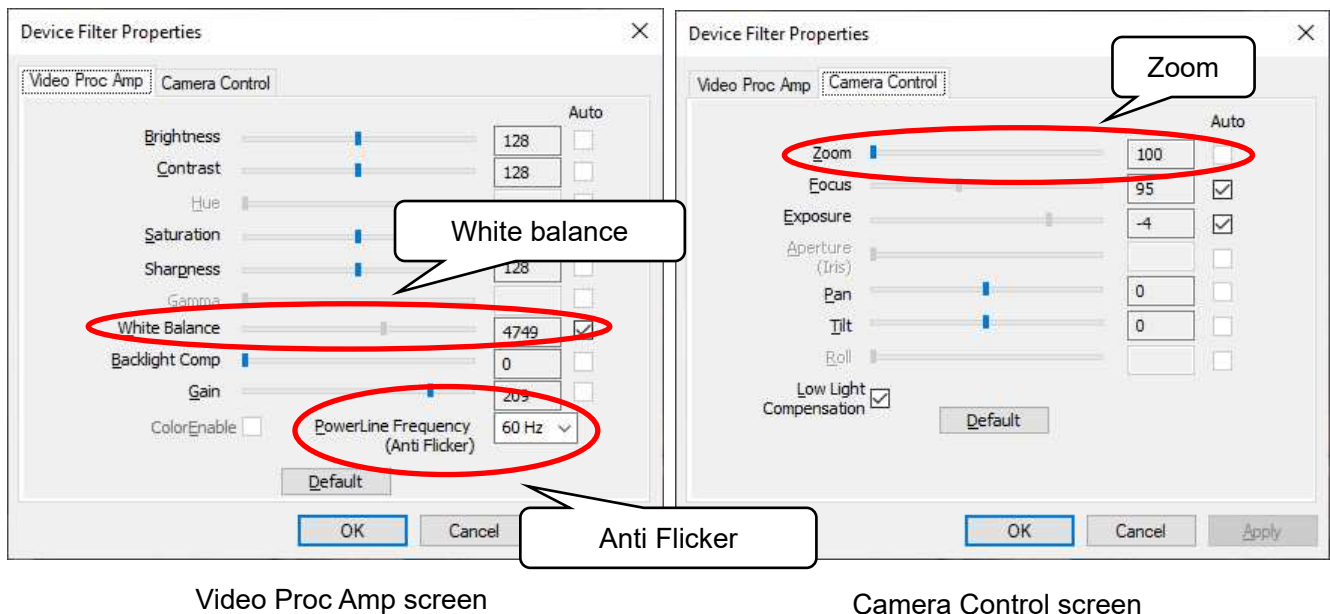 Device Filter Properties
Video Proc Amp Camera Control
Auto
Brightness 128
Contrast 128
Hue
Saturation
White balance
Sharpness 128
Gamma
White Balance 4749
Backlight Comp 0
Gain 209
ColorEnable PowerLine Frequency 60 Hz
(Anti Flicker)
Default
OK Cancel
Anti Flicker
Video Proc Amp screen
Device Filter Properties
Zoom
Video Proc Amp Camera Control
Auto
Zoom 100
Focus 95
Exposure -4
Aperture
(Iris)
Pan 0
Tilt 0
Roll
Low Light
Compensation
Default
OK Cancel Apply
Camera Control screen